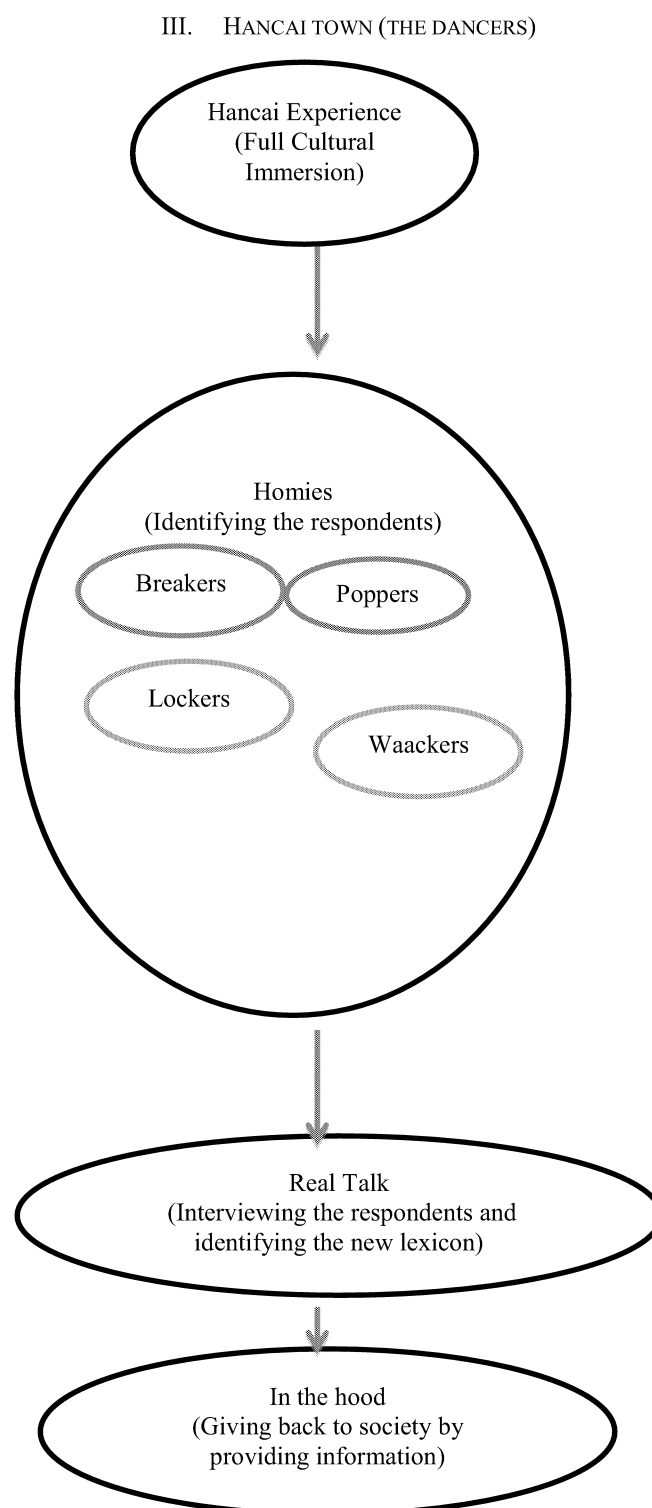 III. HANCAI TOWN (THE DANCERS)
Hancai Experience
(Full Cultural
Immersion)
Homies
(Identifying the respondents)
Breakers
Poppers
Lockers
Waackers
Real Talk
(Interviewing the respondents and
identifying the new lexicon)
In the hood
(Giving back to society by
providing information)